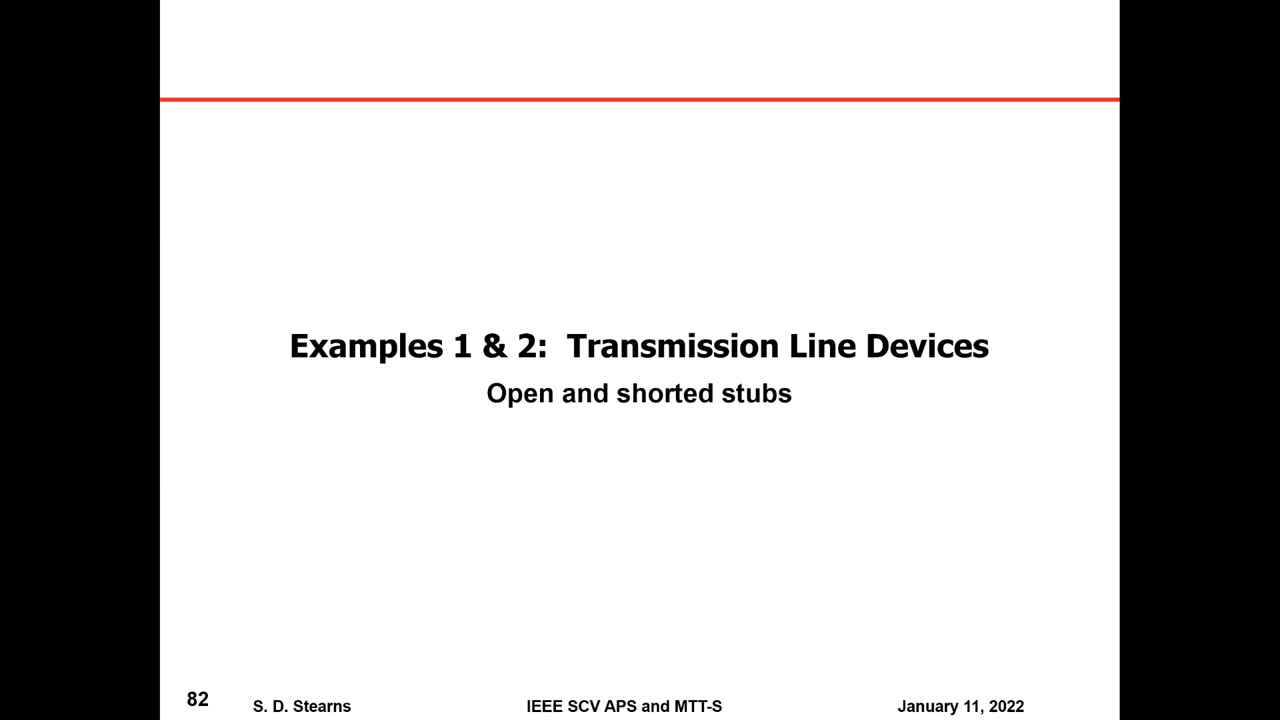 Examples 1 & 2: Transmission Line Devices
Open and shorted stubs
82 S. D. Stearns IEEE SCV APS and MTT-S January 11, 2022